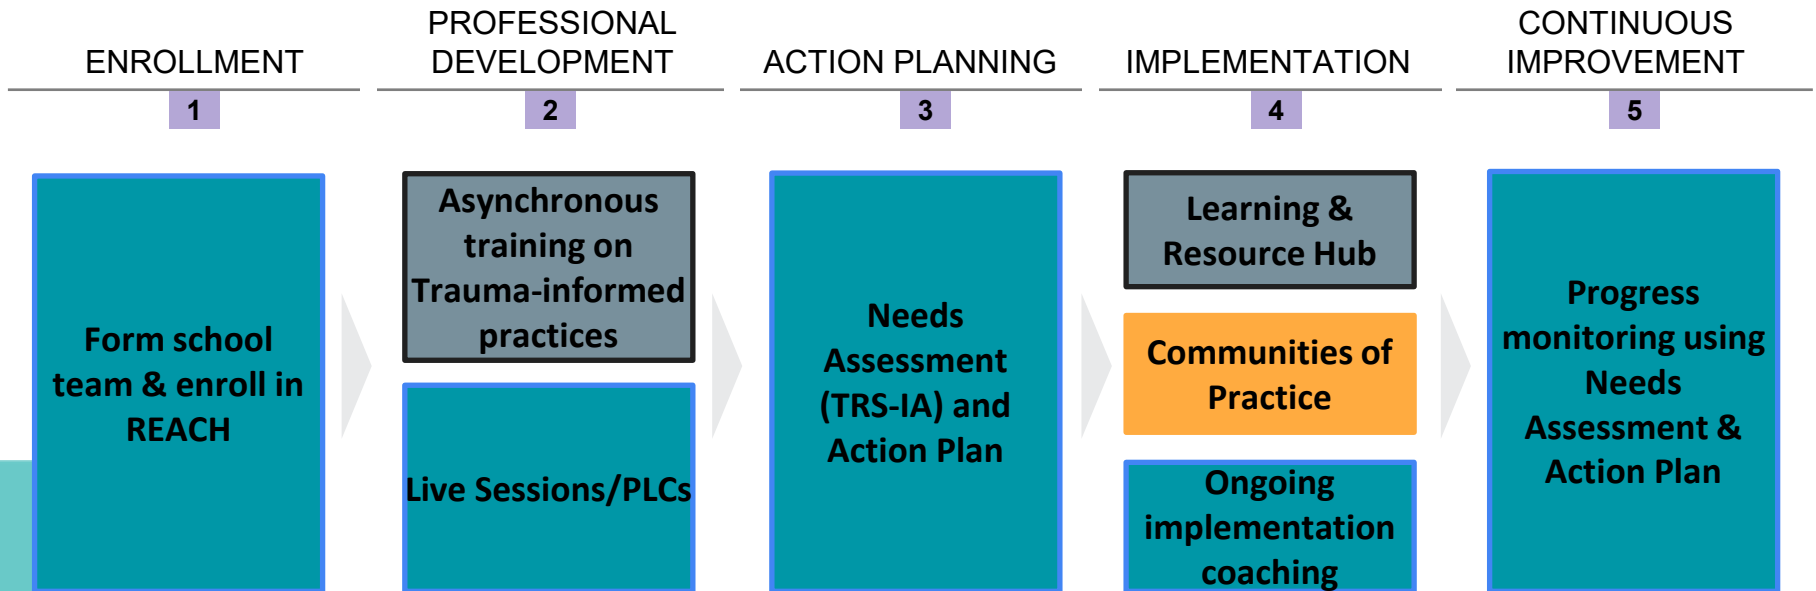 ENROLLMENT
1
Form school
team & enroll in
REACH
PROFESSIONAL
DEVELOPMENT
2
Asynchronous
training on
Trauma-informed
practices
Live Sessions/PLCs
ACTION PLANNING
3
Needs
Assessment
(TRS-IA) and
Action Plan
IMPLEMENTATION
4
Learning &
Resource Hub
Communities of
Practice
Ongoing
implementation
coaching
CONTINUOUS
IMPROVEMENT
5
Progress
monitoring using
Needs
Assessment &
Action Plan